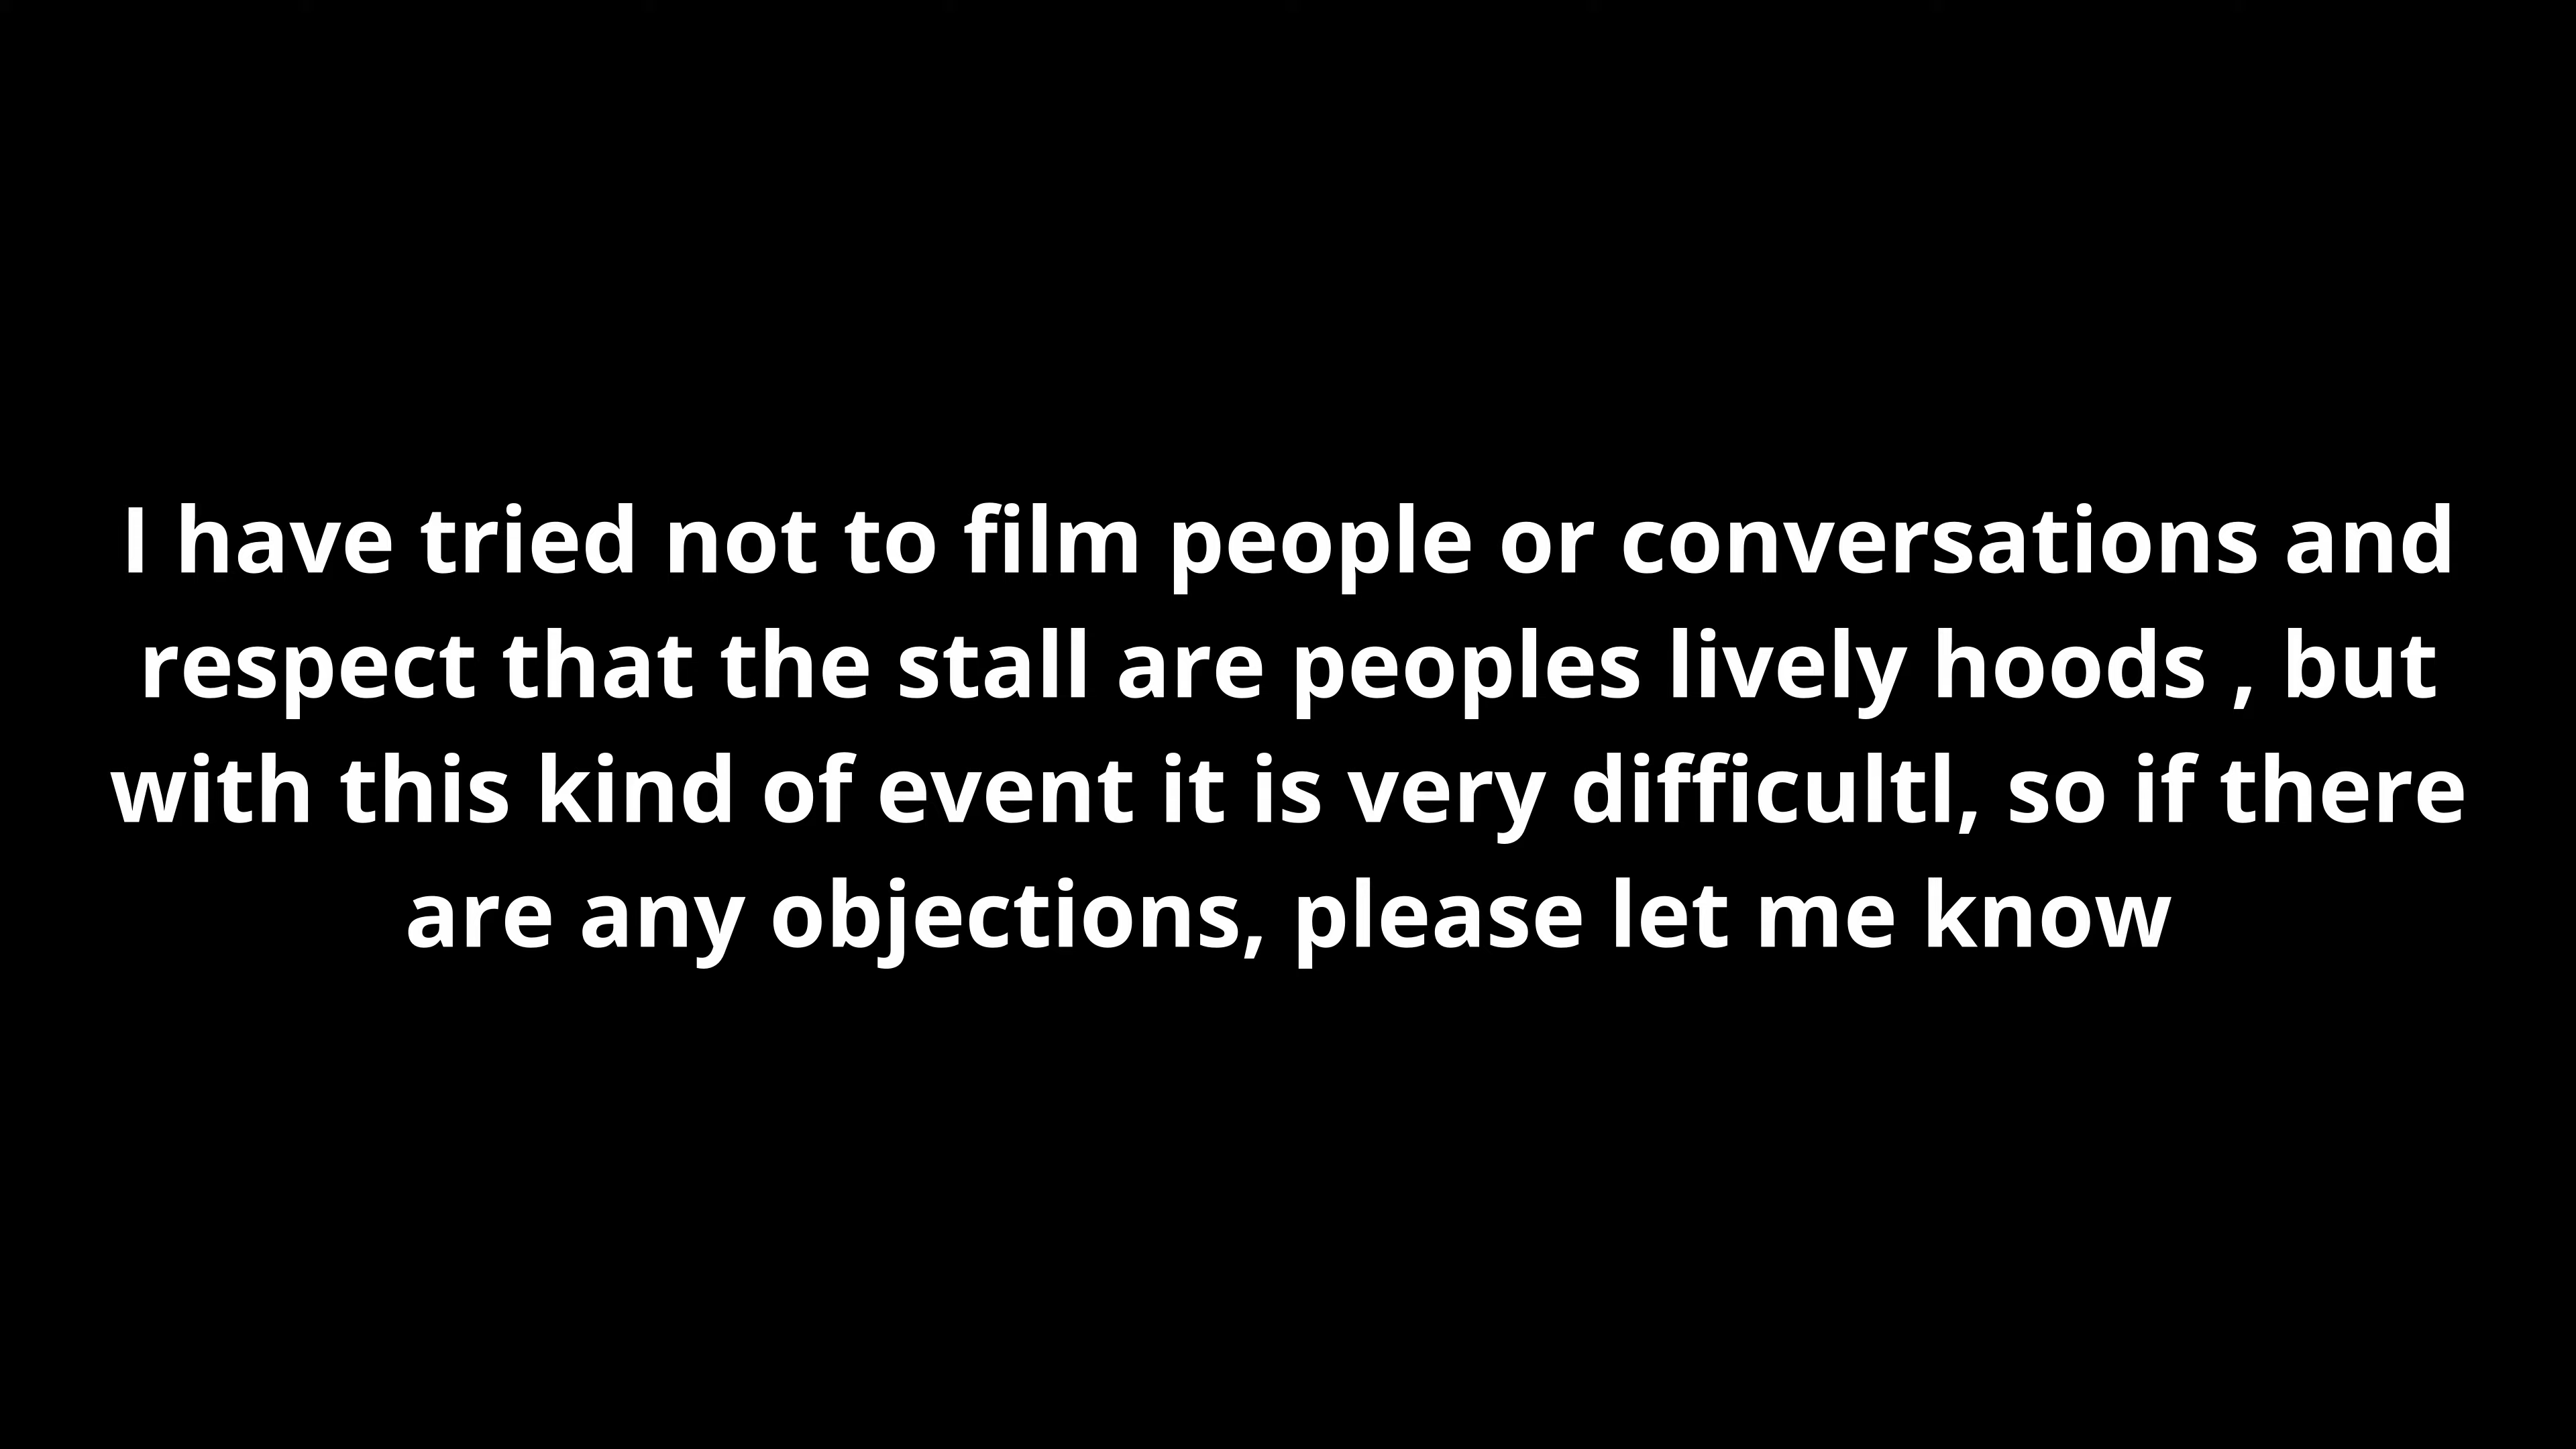 I have tried not to film people or conversations and
respect that the stall are peoples lively hoods , but
with this kind of event it is very difficultl, so if there
are any objections, please let me know